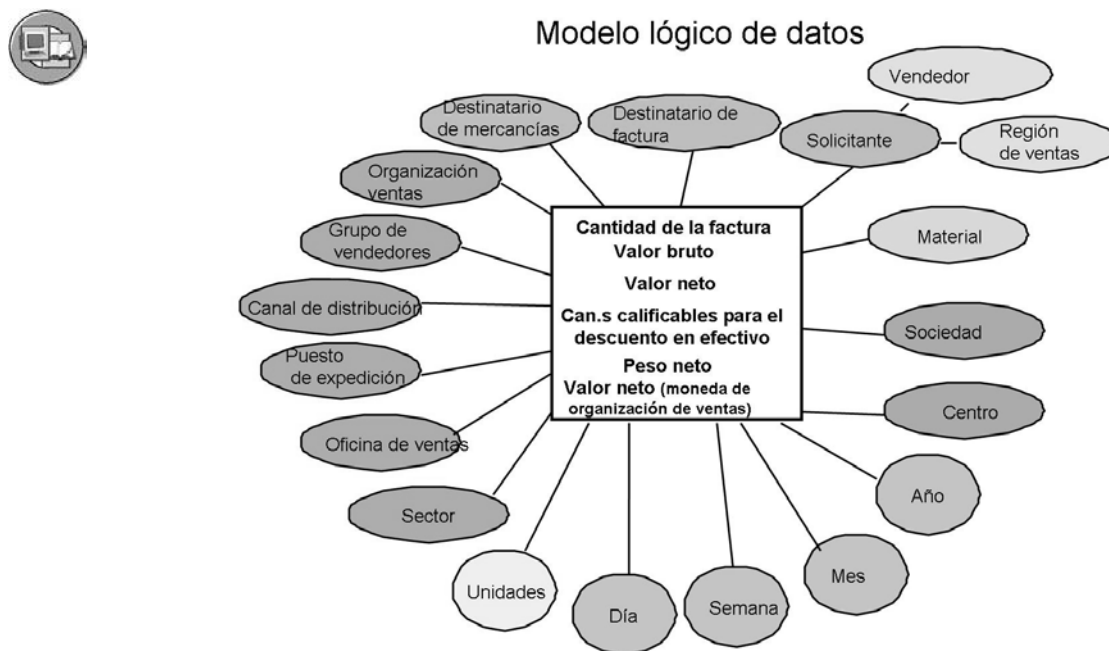 Modelo lógico de datos
Vendedor
Destinatario
de mercancías
Destinatario de
factura
Solicitante
Región
de ventas
Organización
ventas
Grupo de
vendedores
Canal de distribución
Puesto
de expedición
Oficina de ventas
Sector
Cantidad de la factura
Valor bruto
Valor neto
Can.s calificables para el
descuento en efectivo
Peso neto
Valor neto (moneda de
organización de ventas)
Material
Sociedad
Centro
Año
Mes
Semana
Día
Unidades